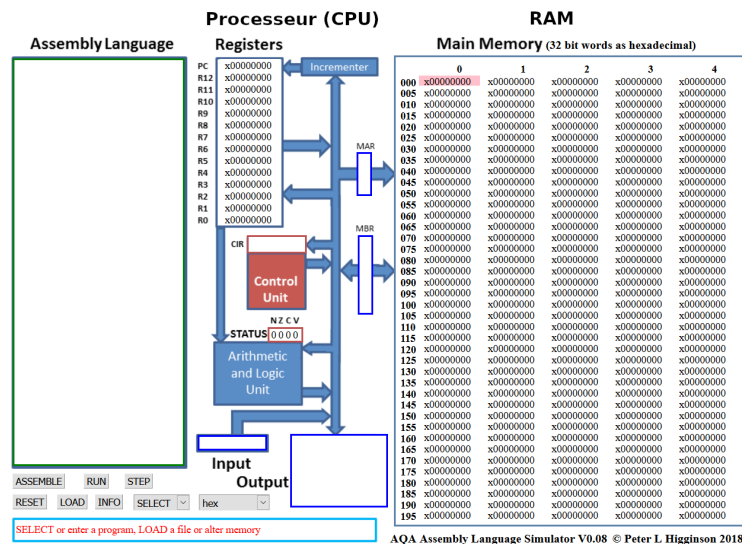 Processeur (CPU) RAM
Assembly Language Registers Main Memory (32 bit words as hexadecimal)
PC x00000000 Incrementer
R12 x00000000
R11 x00000000
R10 x00000000
R9 x00000000
R8 x00000000
R7 x00000000
R6 x00000000
R5 x00000000
R4 x00000000
R3 x00000000
R2 x00000000
R1 x00000000
R0 x00000000
MAR
MBR
CIR
Control
Unit
N Z C V
STATUS 0 0 0 0
Arithmetic
and Logic
Unit
Input
Output
0 1 2 3 4
000 x00000000 x00000000 x00000000 x00000000 x00000000
005 x00000000 x00000000 x00000000 x00000000 x00000000
010 x00000000 x00000000 x00000000 x00000000 x00000000
015 x00000000 x00000000 x00000000 x00000000 x00000000
020 x00000000 x00000000 x00000000 x00000000 x00000000
025 x00000000 x00000000 x00000000 x00000000 x00000000
030 x00000000 x00000000 x00000000 x00000000 x00000000
035 x00000000 x00000000 x00000000 x00000000 x00000000
040 x00000000 x00000000 x00000000 x00000000 x00000000
045 x00000000 x00000000 x00000000 x00000000 x00000000
050 x00000000 x00000000 x00000000 x00000000 x00000000
055 x00000000 x00000000 x00000000 x00000000 x00000000
060 x00000000 x00000000 x00000000 x00000000 x00000000
065 x00000000 x00000000 x00000000 x00000000 x00000000
070 x00000000 x00000000 x00000000 x00000000 x00000000
075 x00000000 x00000000 x00000000 x00000000 x00000000
080 x00000000 x00000000 x00000000 x00000000 x00000000
085 x00000000 x00000000 x00000000 x00000000 x00000000
090 x00000000 x00000000 x00000000 x00000000 x00000000
095 x00000000 x00000000 x00000000 x00000000 x00000000
100 x00000000 x00000000 x00000000 x00000000 x00000000
105 x00000000 x00000000 x00000000 x00000000 x00000000
110 x00000000 x00000000 x00000000 x00000000 x00000000
115 x00000000 x00000000 x00000000 x00000000 x00000000
120 x00000000 x00000000 x00000000 x00000000 x00000000
125 x00000000 x00000000 x00000000 x00000000 x00000000
130 x00000000 x00000000 x00000000 x00000000 x00000000
135 x00000000 x00000000 x00000000 x00000000 x00000000
140 x00000000 x00000000 x00000000 x00000000 x00000000
145 x00000000 x00000000 x00000000 x00000000 x00000000
150 x00000000 x00000000 x00000000 x00000000 x00000000
155 x00000000 x00000000 x00000000 x00000000 x00000000
160 x00000000 x00000000 x00000000 x00000000 x00000000
165 x00000000 x00000000 x00000000 x00000000 x00000000
170 x00000000 x00000000 x00000000 x00000000 x00000000
175 x00000000 x00000000 x00000000 x00000000 x00000000
180 x00000000 x00000000 x00000000 x00000000 x00000000
185 x00000000 x00000000 x00000000 x00000000 x00000000
190 x00000000 x00000000 x00000000 x00000000 x00000000
195 x00000000 x00000000 x00000000 x00000000 x00000000
ASSEMBLE RUN STEP
RESET LOAD INFO SELECT hex
SELECT or enter a program, LOAD a file or alter memory
AQA Assembly Language Simulator V0.08 © Peter L Higginson 2018